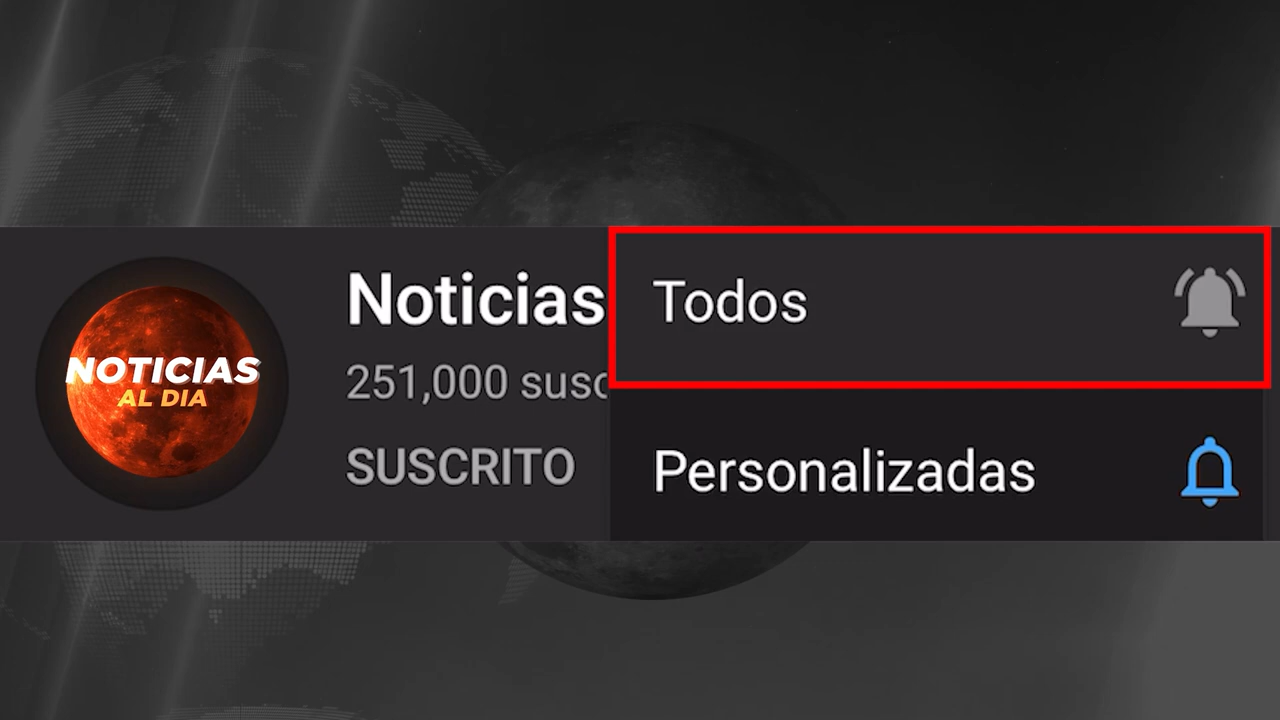 NOTICIAS
AL DIA
Noticias
251,000 susc
SUSCRITO
Todos
Personalizadas